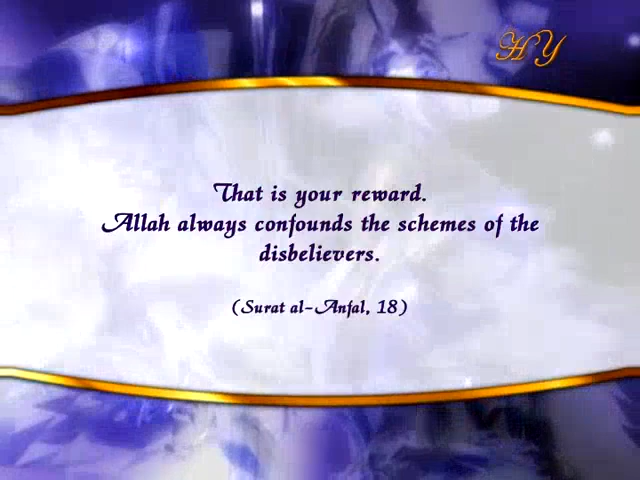 HY
That is your reward.
Allah always confounds the schemes of the
disbelievers.
(Surat al-Anfal, 18)